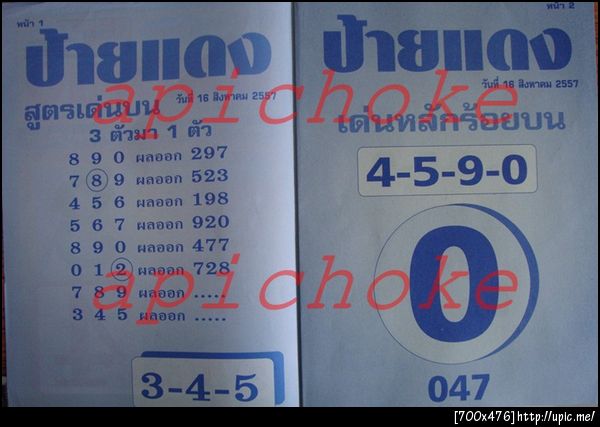 หน้า 1
ป้ายแดง
วันที่ 16 สิงหาคม 2557
สูตรเด่นบน
3 ตัวมา 1 ตัว
8 9 0 ผลออก 297
7 8 9 ผลออก 523
4 5 6 ผลออก 198
5 6 7 ผลออก 920
8 9 0 ผลออก 477
0 1 2 ผลออก 728
7 8 9 ผลออก .....
3 4 5 ผลออก .....
3-4-5
หน้า 2
ป้ายแดง
วันที่ 16 สิงหาคม 2557
เด่นหลักร้อยบน
4-5-9-0
0
047
apichoke
apichoke
[700x476]http://upic.me/